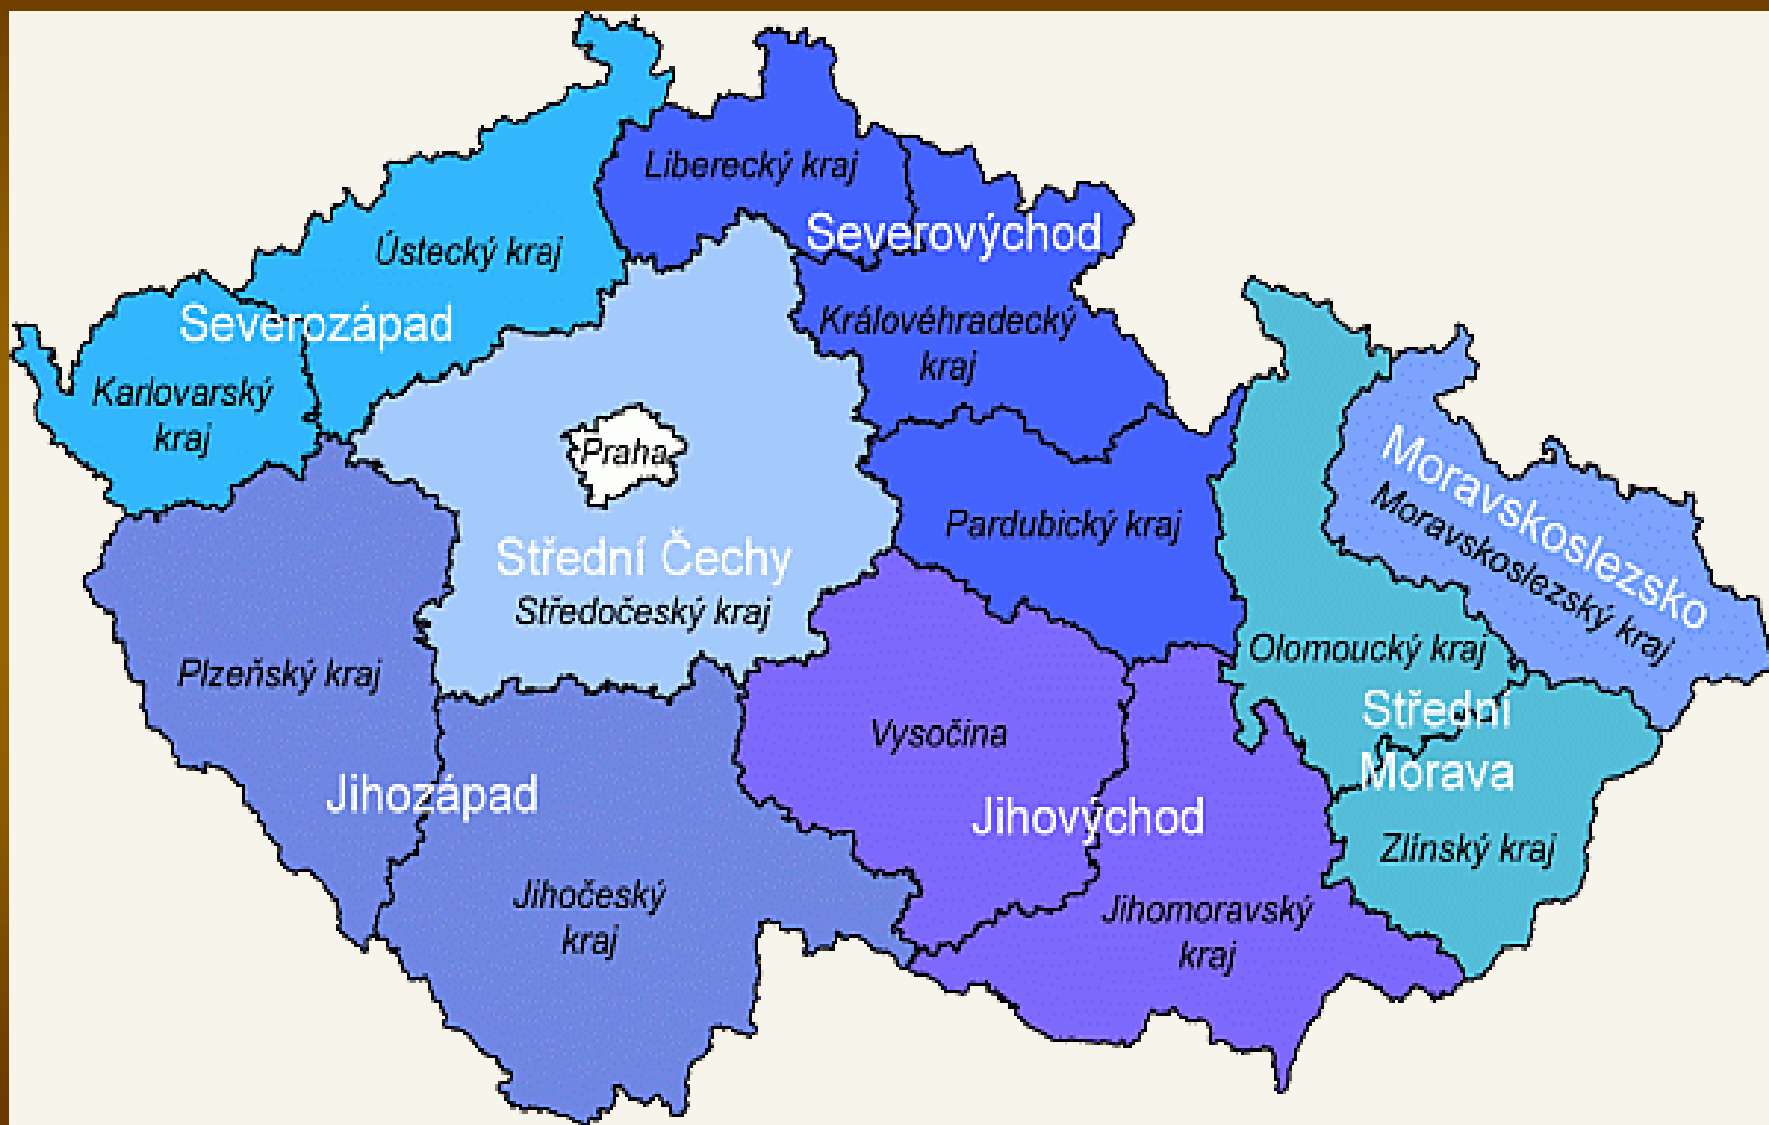 Liberecký kraj
Severovýchod
Ústecký kraj
Severozápad
Královéhradecký
kraj
Karlovarský
kraj
Praha
Moravskoslezsko
Moravskoslezský kraj
Pardubický kraj
Střední Čechy
Středočeský kraj
Olomoucký kraj
Plzeňský kraj
Střední
Morava
Vysočina
Jihozápad
Jihovýchod
Zlínský kraj
Jihočeský
kraj
Jihomoravský
kraj